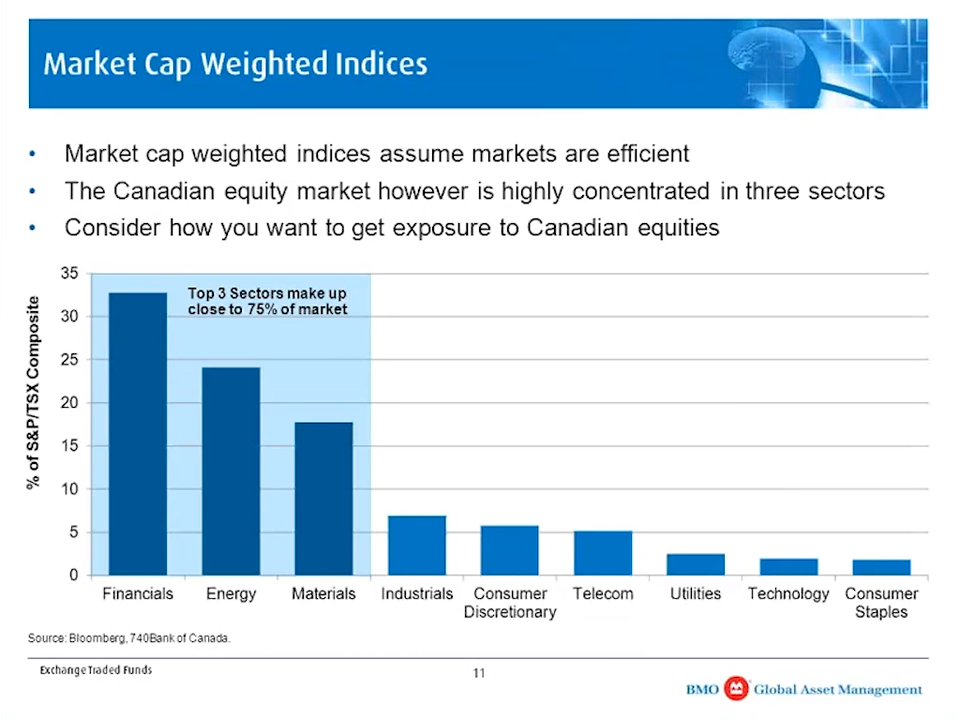 Market Cap Weighted Indices
• Market cap weighted indices assume markets are efficient
• The Canadian equity market however is highly concentrated in three sectors
• Consider how you want to get exposure to Canadian equities
% of S&P/TSX Composite
35
30
25
20
15
10
5
0
Top 3 Sectors make up
close to 75% of market
Financials Energy Materials Industrials Consumer Telecom Utilities Technology Consumer
Discretionary Staples
Source: Bloomberg, 740Bank of Canada.
Exchange Traded Funds
11
BMO Global Asset Management